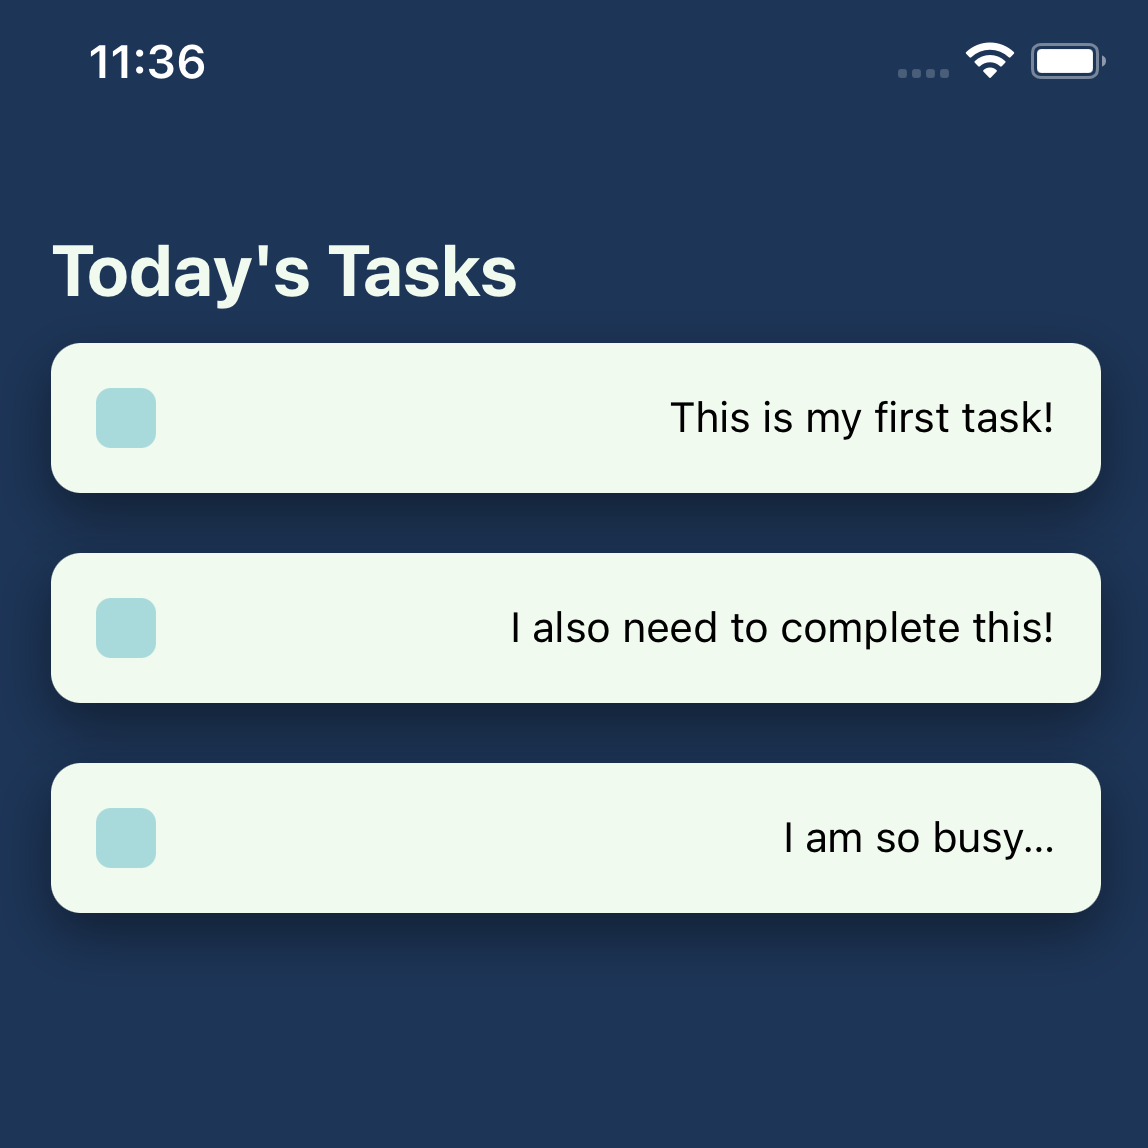 11:36
Today's Tasks
This is my first task!
I also need to complete this!
I am so busy...